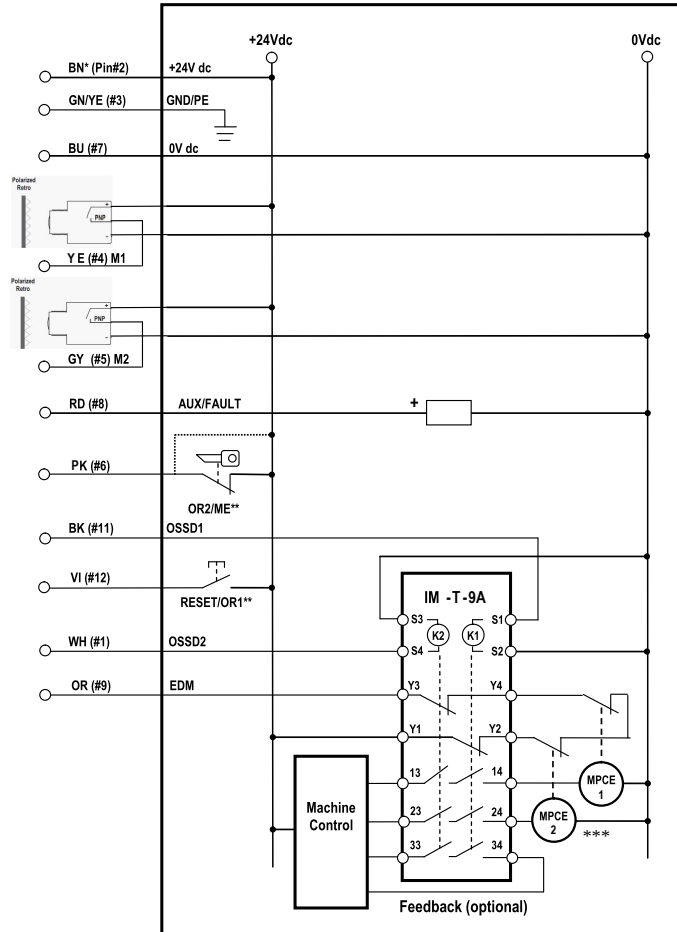 +24Vdc
0Vdc
BN* (Pin#2)
+24V dc
GN/YE (#3)
GND/PE
BU (#7)
0V dc
Polarized
Retro
+
PNP
–
Y E (#4) M1
Polarized
Retro
+
PNP
–
GY (#5) M2
RD (#8)
AUX/FAULT
+
PK (#6)
OR2/ME**
BK (#11)
OSSD1
VI (#12)
RESET/OR1**
IM -T-9A
S3
K2
K1
S1
WH (#1)
OSSD2
S4
S2
OR (#9)
EDM
Y3
Y4
Y1
Y2
13
14
MPCE
1
Machine
Control
23
24
MPCE
2
***
33
34
Feedback (optional)